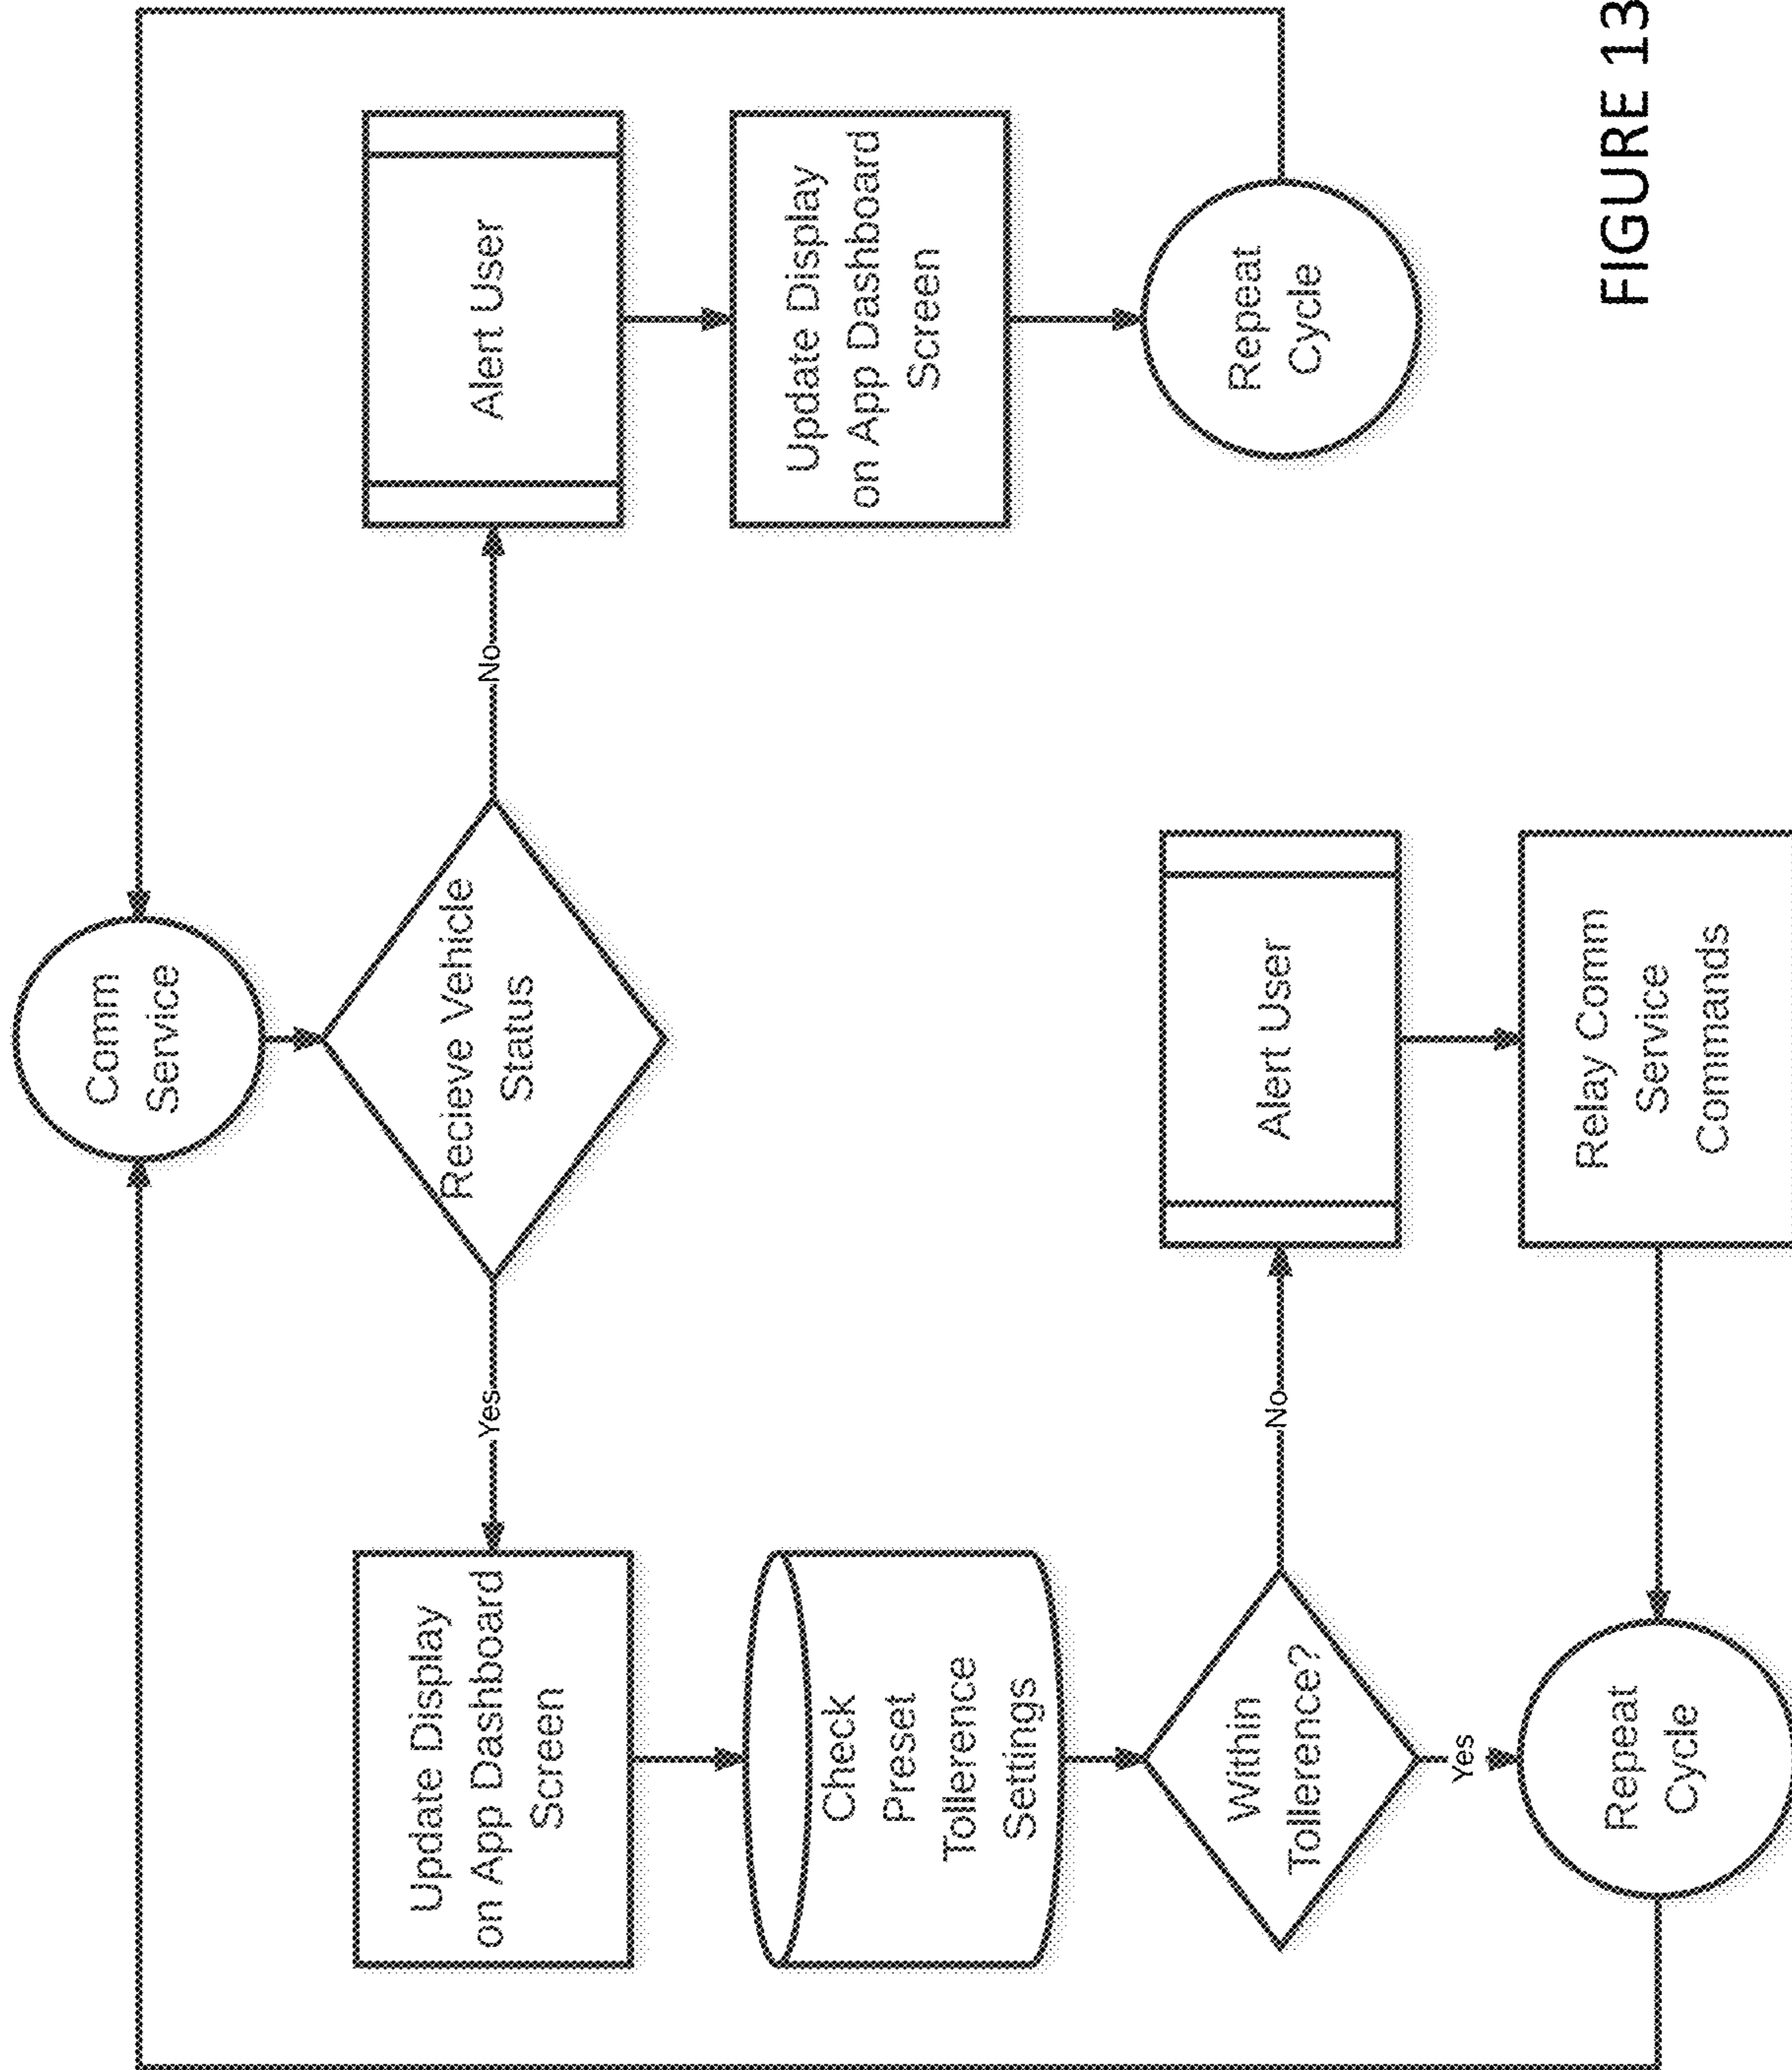 Comm
Service
Recieve Vehicle
Status
Yes
No
Update Display
on App Dashboard
Screen
Check
Preset
Tollerence
Settings
Within
Tollerence?
Yes
No
Repeat
Cycle
Alert User
Relay Comm
Service
Commands
Alert User
Update Display
on App Dashboard
Screen
Repeat
Cycle
FIGURE 13